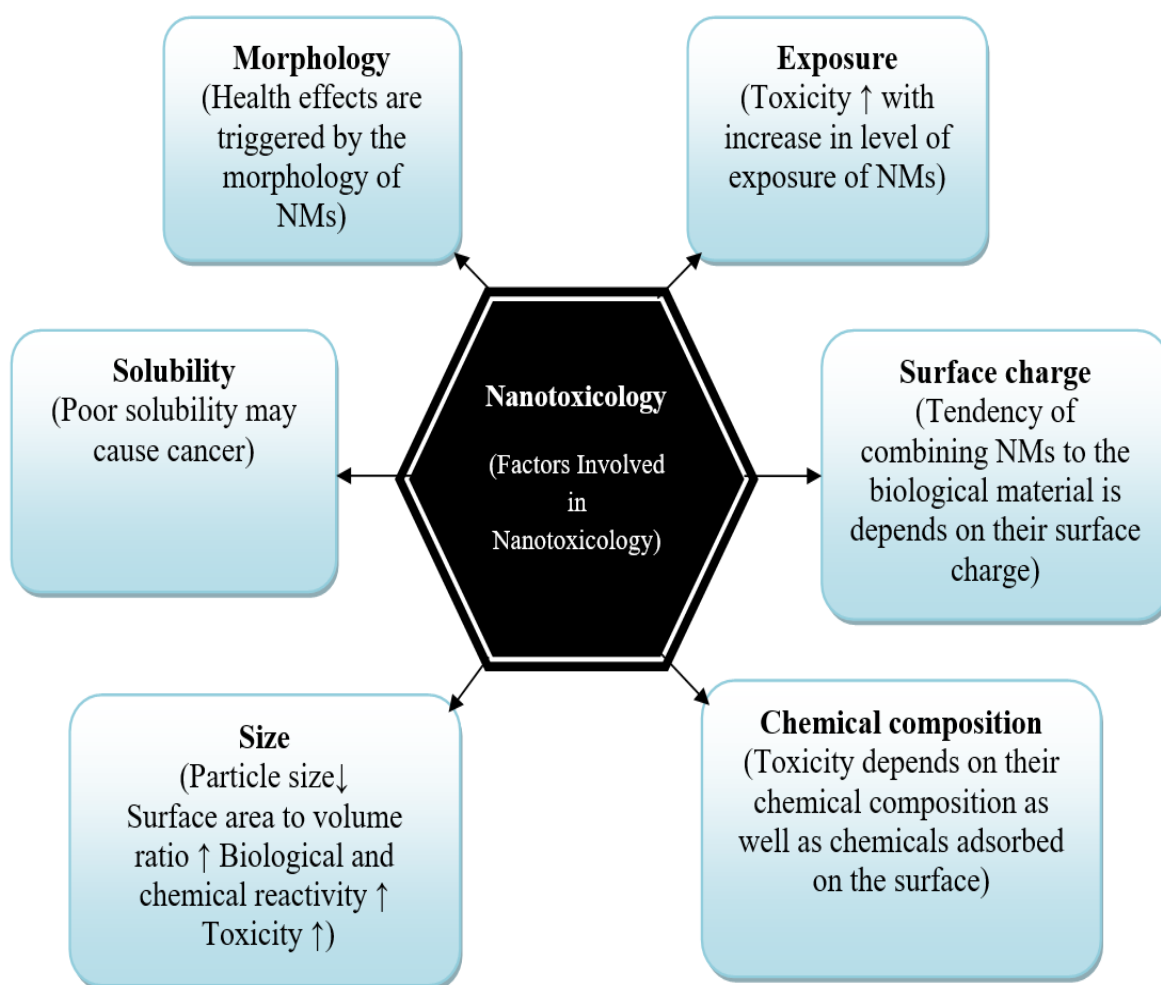 Morphology
(Health effects are
triggered by the
morphology of
NMs)
Exposure
(Toxicity ↑ with
increase in level of
exposure of NMs)
Solubility
(Poor solubility may
cause cancer)
Nanotoxicology
(Factors Involved
in
Nanotoxicology)
Surface charge
(Tendency of
combining NMs to the
biological material is
depends on their surface
charge)
Size
(Particle size↓
Surface area to volume
ratio ↑ Biological and
chemical reactivity ↑
Toxicity ↑)
Chemical composition
(Toxicity depends on their
chemical composition as
well as chemicals adsorbed
on the surface)